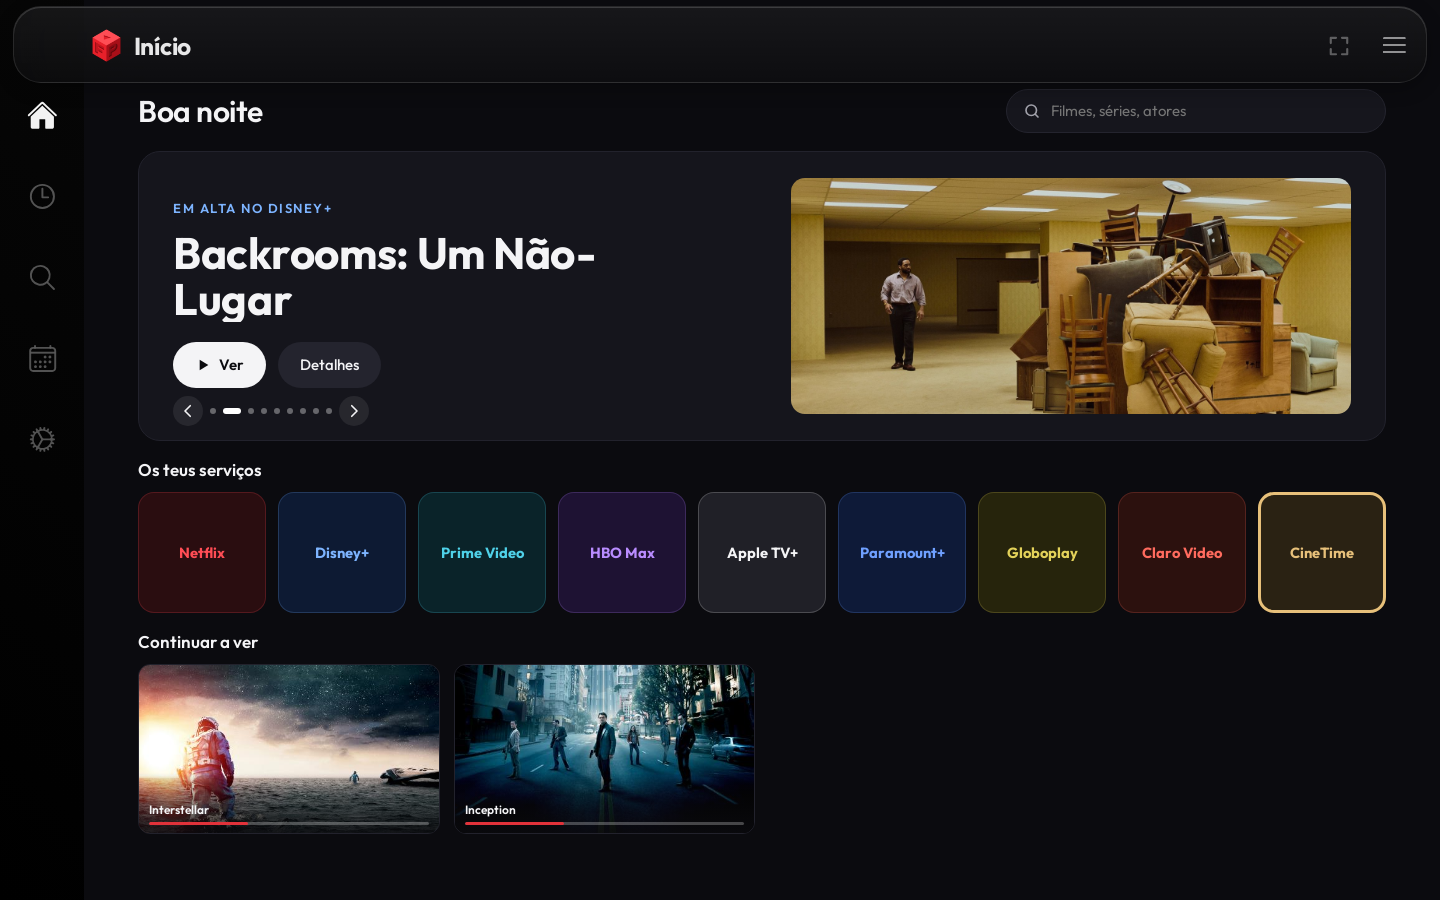 Início
Boa noite
Filmes, séries, atores
EM ALTA NO DISNEY+
Backrooms: Um Não-
Lugar
Ver
Detalhes
Os teus serviços
Netflix
Disney+
Prime Video
HBO Max
Apple TV+
Paramount+
Globoplay
Claro Video
CineTime
Continuar a ver
Interstellar
Inception